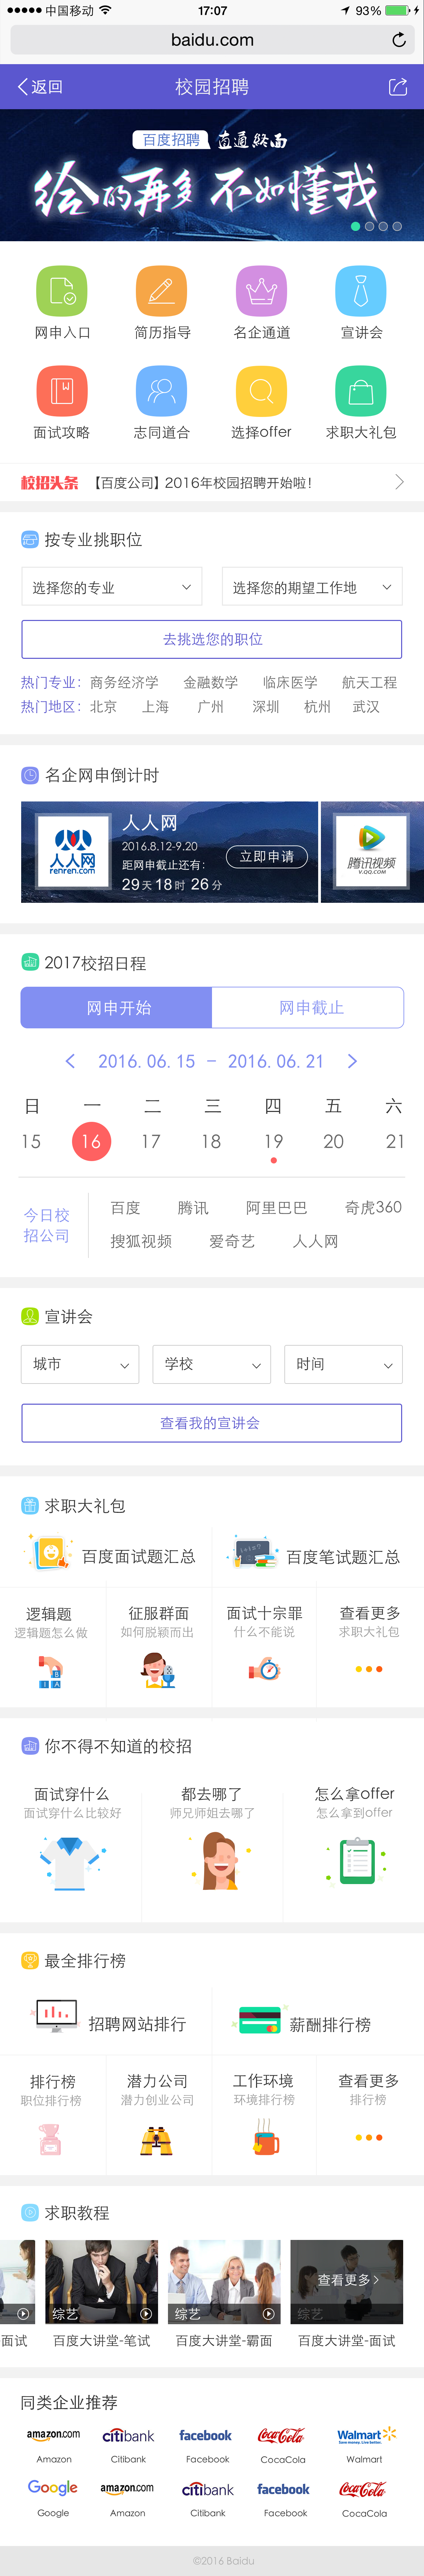 中国移动 17:07 93%
baidu.com
返回 校园招聘
百度招聘 直通终面
给的再多 不如懂我
网申入口 简历指导 名企通道 宣讲会
面试攻略 志同道合 选择offer 求职大礼包
校招头条 【百度公司】2016年校园招聘开始啦!
按专业挑职位
选择您的专业 选择您的期望工作地
去挑选您的职位
热门专业: 商务经济学 金融数学 临床医学 航天工程
热门地区: 北京 上海 广州 深圳 杭州 武汉
名企网申倒计时
人人网
renren.com
人人网
2016.8.12-9.20
距网申截止还有:
29天18时26分
立即申请
腾讯视频
V.QQ.COM
2017校招日程
网申开始 网申截止
2016. 06. 15 - 2016. 06. 21
日 一 二 三 四 五 六
15 16 17 18 19 20 21
今日校招公司
百度 腾讯 阿里巴巴 奇虎360
搜狐视频 爱奇艺 人人网
宣讲会
城市 学校 时间
查看我的宣讲会
求职大礼包
百度面试题汇总 百度笔试题汇总
逻辑题 征服群面 面试十宗罪 查看更多
逻辑题怎么做 如何脱颖而出 什么不能说 求职大礼包
B
I A
你不得不知道的校招
面试穿什么 都去哪了 怎么拿offer
面试穿什么比较好 师兄师姐去哪了 怎么拿到offer
最全排行榜
招聘网站排行 薪酬排行榜
排行榜 潜力公司 工作环境 查看更多
职位排行榜 潜力创业公司 环境排行榜 排行榜
求职教程
综艺 综艺 查看更多 综艺
面试 百度大讲堂-笔试 百度大讲堂-霸面 百度大讲堂-面试
同类企业推荐
amazon.com citibank facebook Coca-Cola Walmart
Save money. Live better.
Amazon Citibank Facebook CocaCola Walmart
Google amazon.com citibank facebook Coca-Cola
Google Amazon Citibank Facebook CocaCola
©2016 Baidu